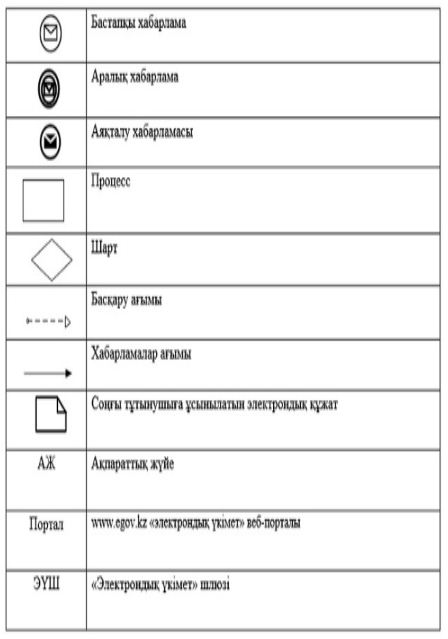 Бастапқы хабарлама
Аралық хабарлама
Аяқталу хабарламасы
Процесс
Шарт
Басқару ағымы
Хабарламалар ағымы
Соңғы тұтынушыға ұсынылатын электрондық құжат
АЖ Ақпараттық жүйе
Портал www.egov.kz «электрондық үкімет» веб-порталы
ЭҮШ «Электрондық үкімет» шлюзі